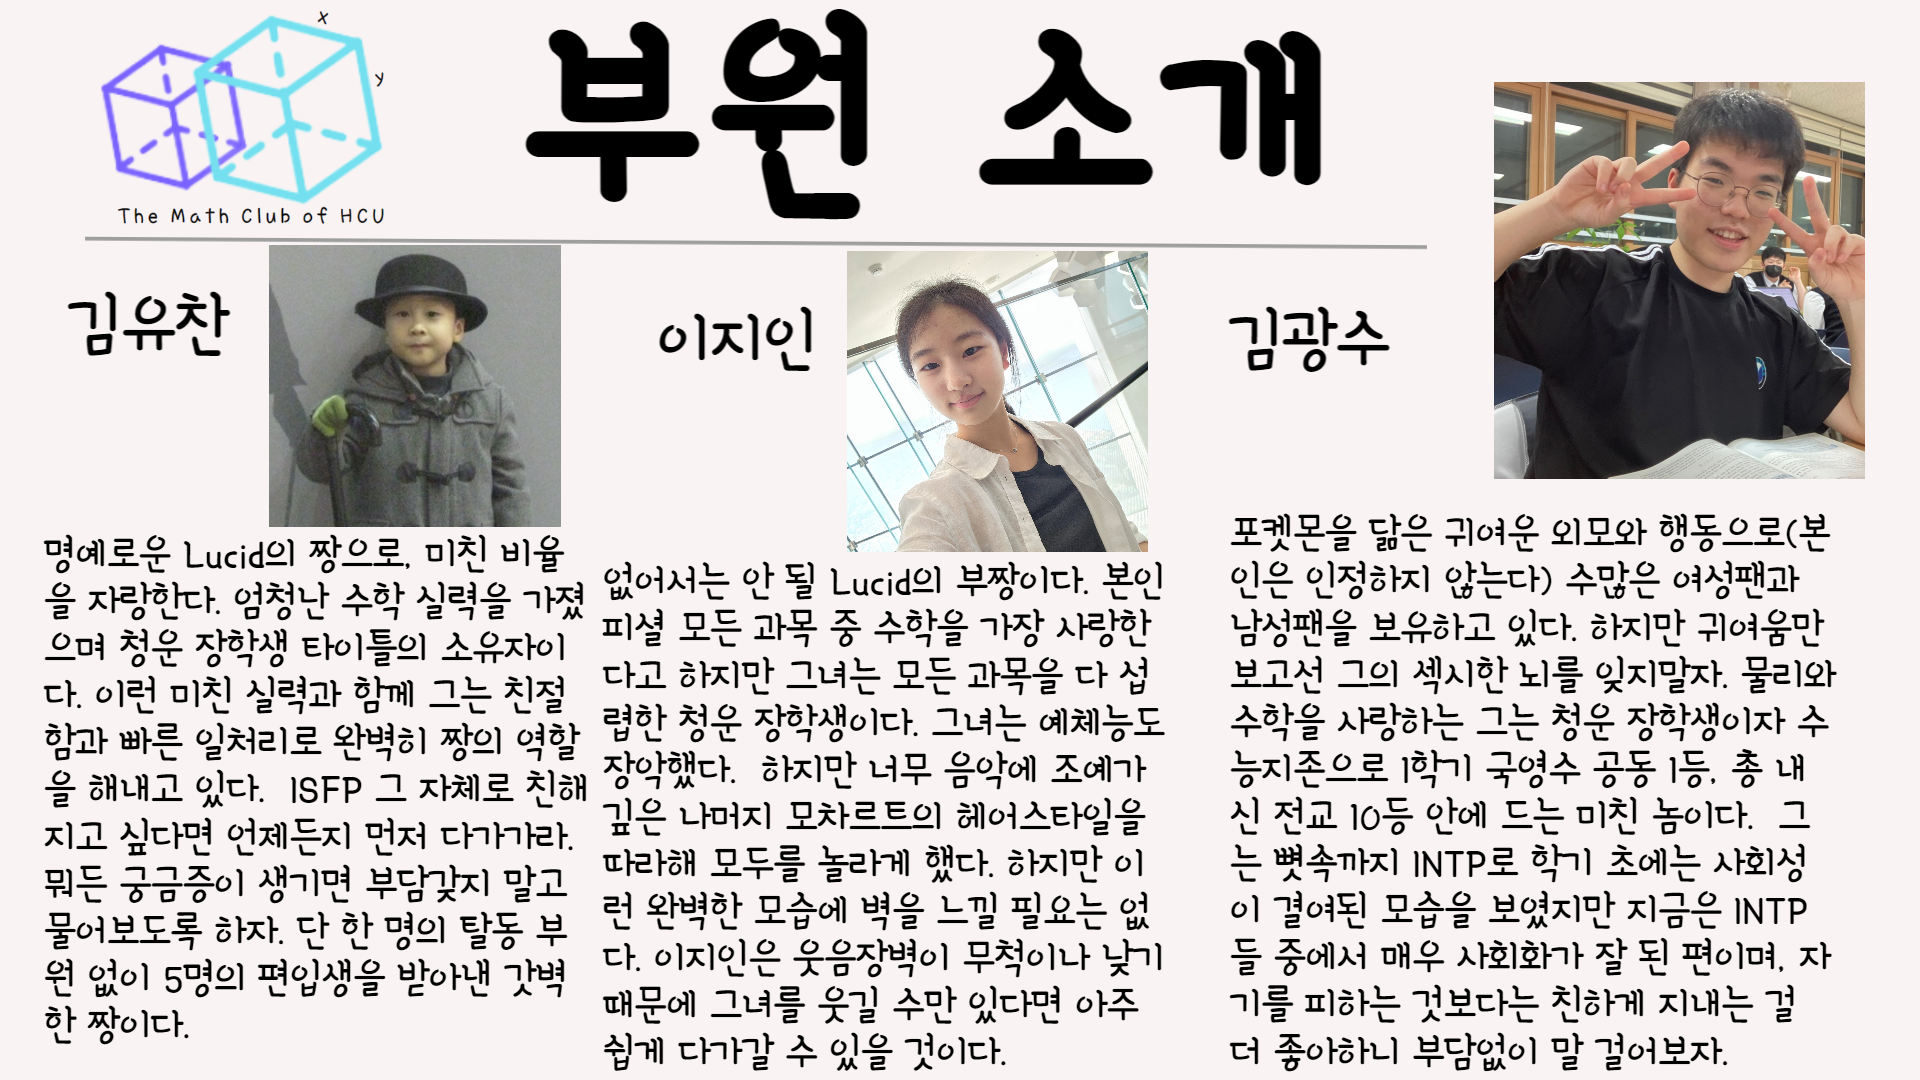 x
y
The Math Club of HCU
부원 소개
김유찬
명예로운 Lucid의 짱으로, 미친 비율
을 자랑한다. 엄청난 수학 실력을 가졌
으며 청운 장학생 타이틀의 소유자이
다. 이런 미친 실력과 함께 그는 친절
함과 빠른 일처리로 완벽히 짱의 역할
을 해내고 있다. ISFP 그 자체로 친해
지고 싶다면 언제든지 먼저 다가가라.
뭐든 궁금증이 생기면 부담갖지 말고
물어보도록 하자. 단 한 명의 탈동 부
원 없이 5명의 편입생을 받아낸 갓벽
한 짱이다.
이지인
없어서는 안 될 Lucid의 부짱이다. 본인
피셜 모든 과목 중 수학을 가장 사랑한
다고 하지만 그녀는 모든 과목을 다 섭
렵한 청운 장학생이다. 그녀는 예체능도
장악했다. 하지만 너무 음악에 조예가
깊은 나머지 모차르트의 헤어스타일을
따라해 모두를 놀라게 했다. 하지만 이
런 완벽한 모습에 벽을 느낄 필요는 없
다. 이지인은 웃음장벽이 무척이나 낮기
때문에 그녀를 웃길 수만 있다면 아주
쉽게 다가갈 수 있을 것이다.
김광수
포켓몬을 닮은 귀여운 외모와 행동으로(본
인은 인정하지 않는다) 수많은 여성팬과
남성팬을 보유하고 있다. 하지만 귀여움만
보고선 그의 섹시한 뇌를 잊지말자. 물리와
수학을 사랑하는 그는 청운 장학생이자 수
능지존으로 1학기 국영수 공동 1등, 총 내
신 전교 10등 안에 드는 미친 놈이다. 그
는 뼛속까지 INTP로 학기 초에는 사회성
이 결여된 모습을 보였지만 지금은 INTP
들 중에서 매우 사회화가 잘 된 편이며, 자
기를 피하는 것보다는 친하게 지내는 걸
더 좋아하니 부담없이 말 걸어보자.